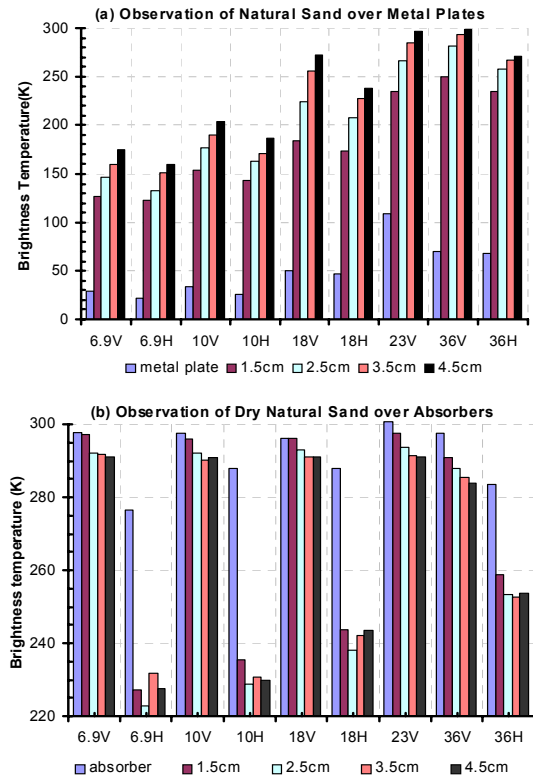 (a) Observation of Natural Sand over Metal Plates
Brightness Temperature(K)
300
250
200
150
100
50
0
6.9V 6.9H 10V 10H 18V 18H 23V 36V 36H
metal plate 1.5cm 2.5cm 3.5cm 4.5cm
(b) Observation of Dry Natural Sand over Absorbers
Brightness temperature (K)
300
280
260
240
220
6.9V 6.9H 10V 10H 18V 18H 23V 36V 36H
absorber 1.5cm 2.5cm 3.5cm 4.5cm